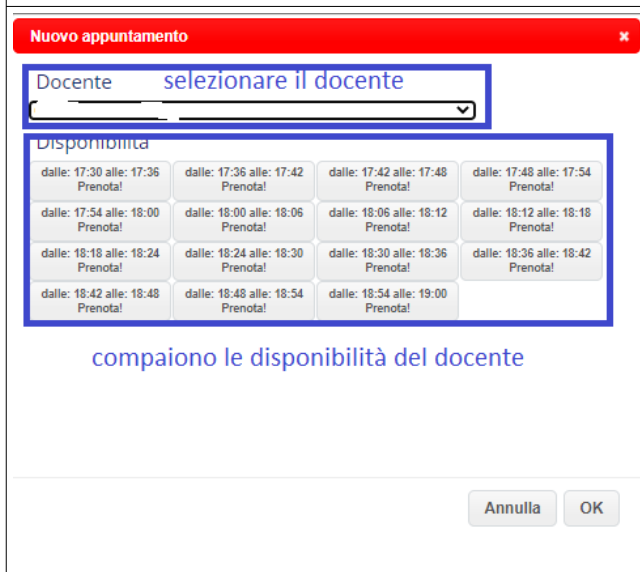 Nuovo appuntamento
Docente selezionare il docente
Disponibilità
dalle: 17:30 alle: 17:36 dalle: 17:36 alle: 17:42 dalle: 17:42 alle: 17:48 dalle: 17:48 alle: 17:54
Prenota! Prenota! Prenota! Prenota!
dalle: 17:54 alle: 18:00 dalle: 18:00 alle: 18:06 dalle: 18:06 alle: 18:12 dalle: 18:12 alle: 18:18
Prenota! Prenota! Prenota! Prenota!
dalle: 18:18 alle: 18:24 dalle: 18:24 alle: 18:30 dalle: 18:30 alle: 18:36 dalle: 18:36 alle: 18:42
Prenota! Prenota! Prenota! Prenota!
dalle: 18:42 alle: 18:48 dalle: 18:48 alle: 18:54 dalle: 18:54 alle: 19:00
Prenota! Prenota! Prenota!
compaiono le disponibilità del docente
Annulla OK